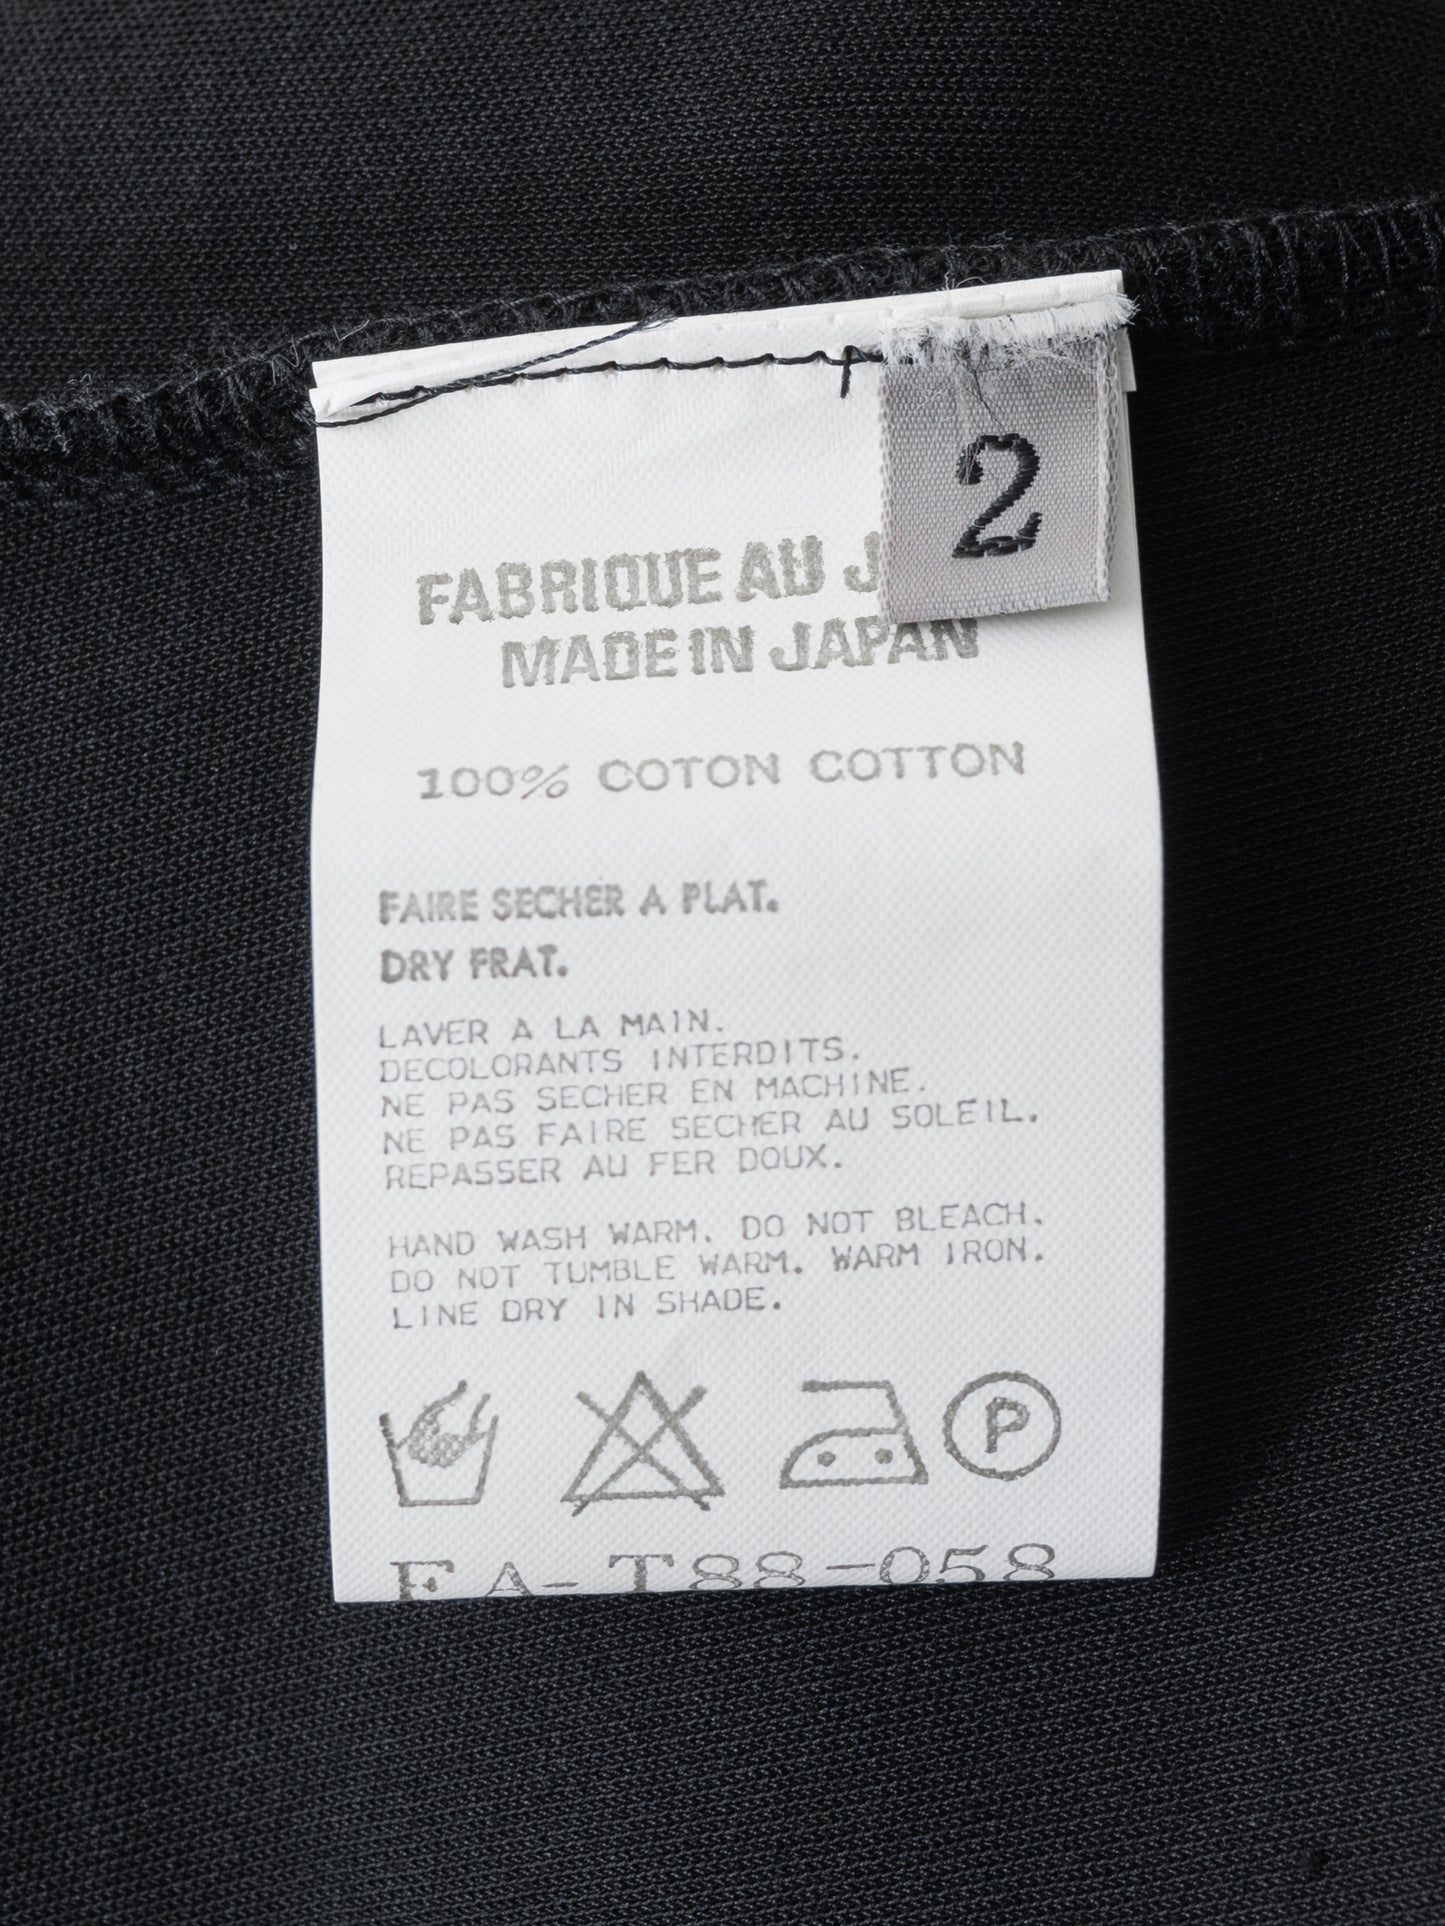 2
FABRIQUE AU J
MADE IN JAPAN
100% COTON COTTON
FAIRE SECHER A PLAT.
DRY FRAT.
LAVER A LA MAIN.
DECOLORANTS INTERDITS.
NE PAS SECHER EN MACHINE.
NE PAS FAIRE SECHER AU SOLEIL.
REPASSER AU FER DOUX.
HAND WASH WARM. DO NOT BLEACH.
DO NOT TUMBLE WARM. WARM IRON.
LINE DRY IN SHADE.
P
FA-T88-058